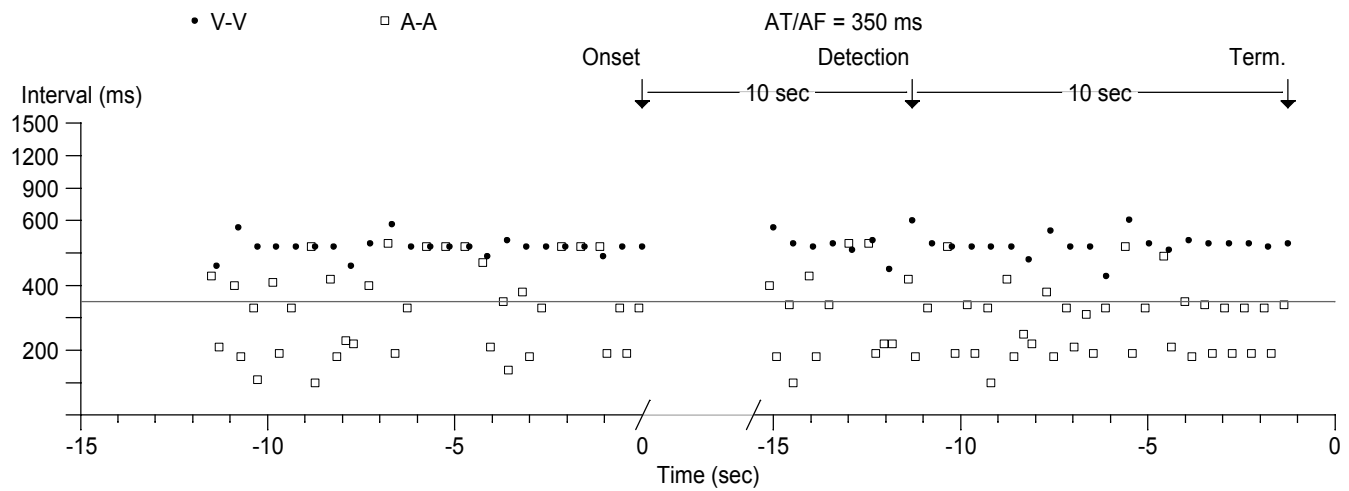 • V-V □ A-A AT/AF = 350 ms
Onset Detection Term.
Interval (ms) 10 sec 10 sec
1500
1200
900
600
400
200
-15 -10 -5 0 -15 -10 -5 0
Time (sec)